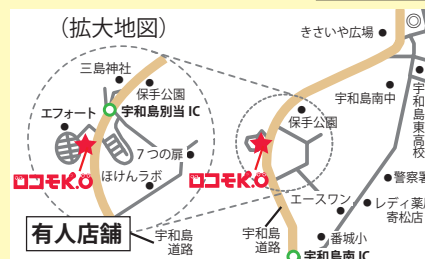 （拡大地図）
三島神社
保手公園
宇和島別当 IC
エフォート
７つの扉
ほけんラボ
ロコモK.O
有人店舗
宇和島
道路
きさいや広場
宇和島南中
宇和島東高校
保手公園
ロコモK.O
警察署
エースワン
レディ薬局
寄松店
宇和島
道路
番城小
宇和島南 IC